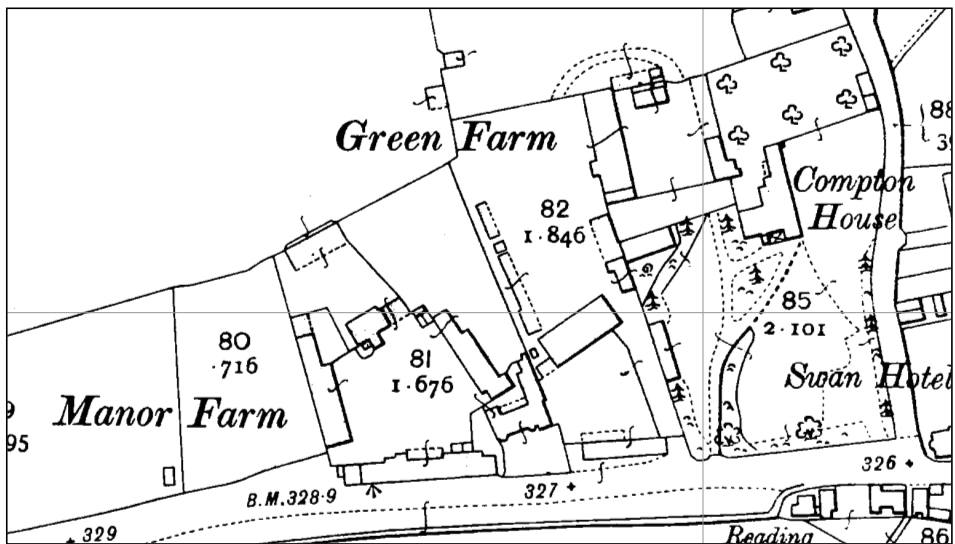 Green Farm
88
39
82
1·846
Compton
House
80
·716
81
1·676
85
2·101
Manor Farm
Swan Hotel
9
95
B.M.328·9
327
326
329
Reading
86